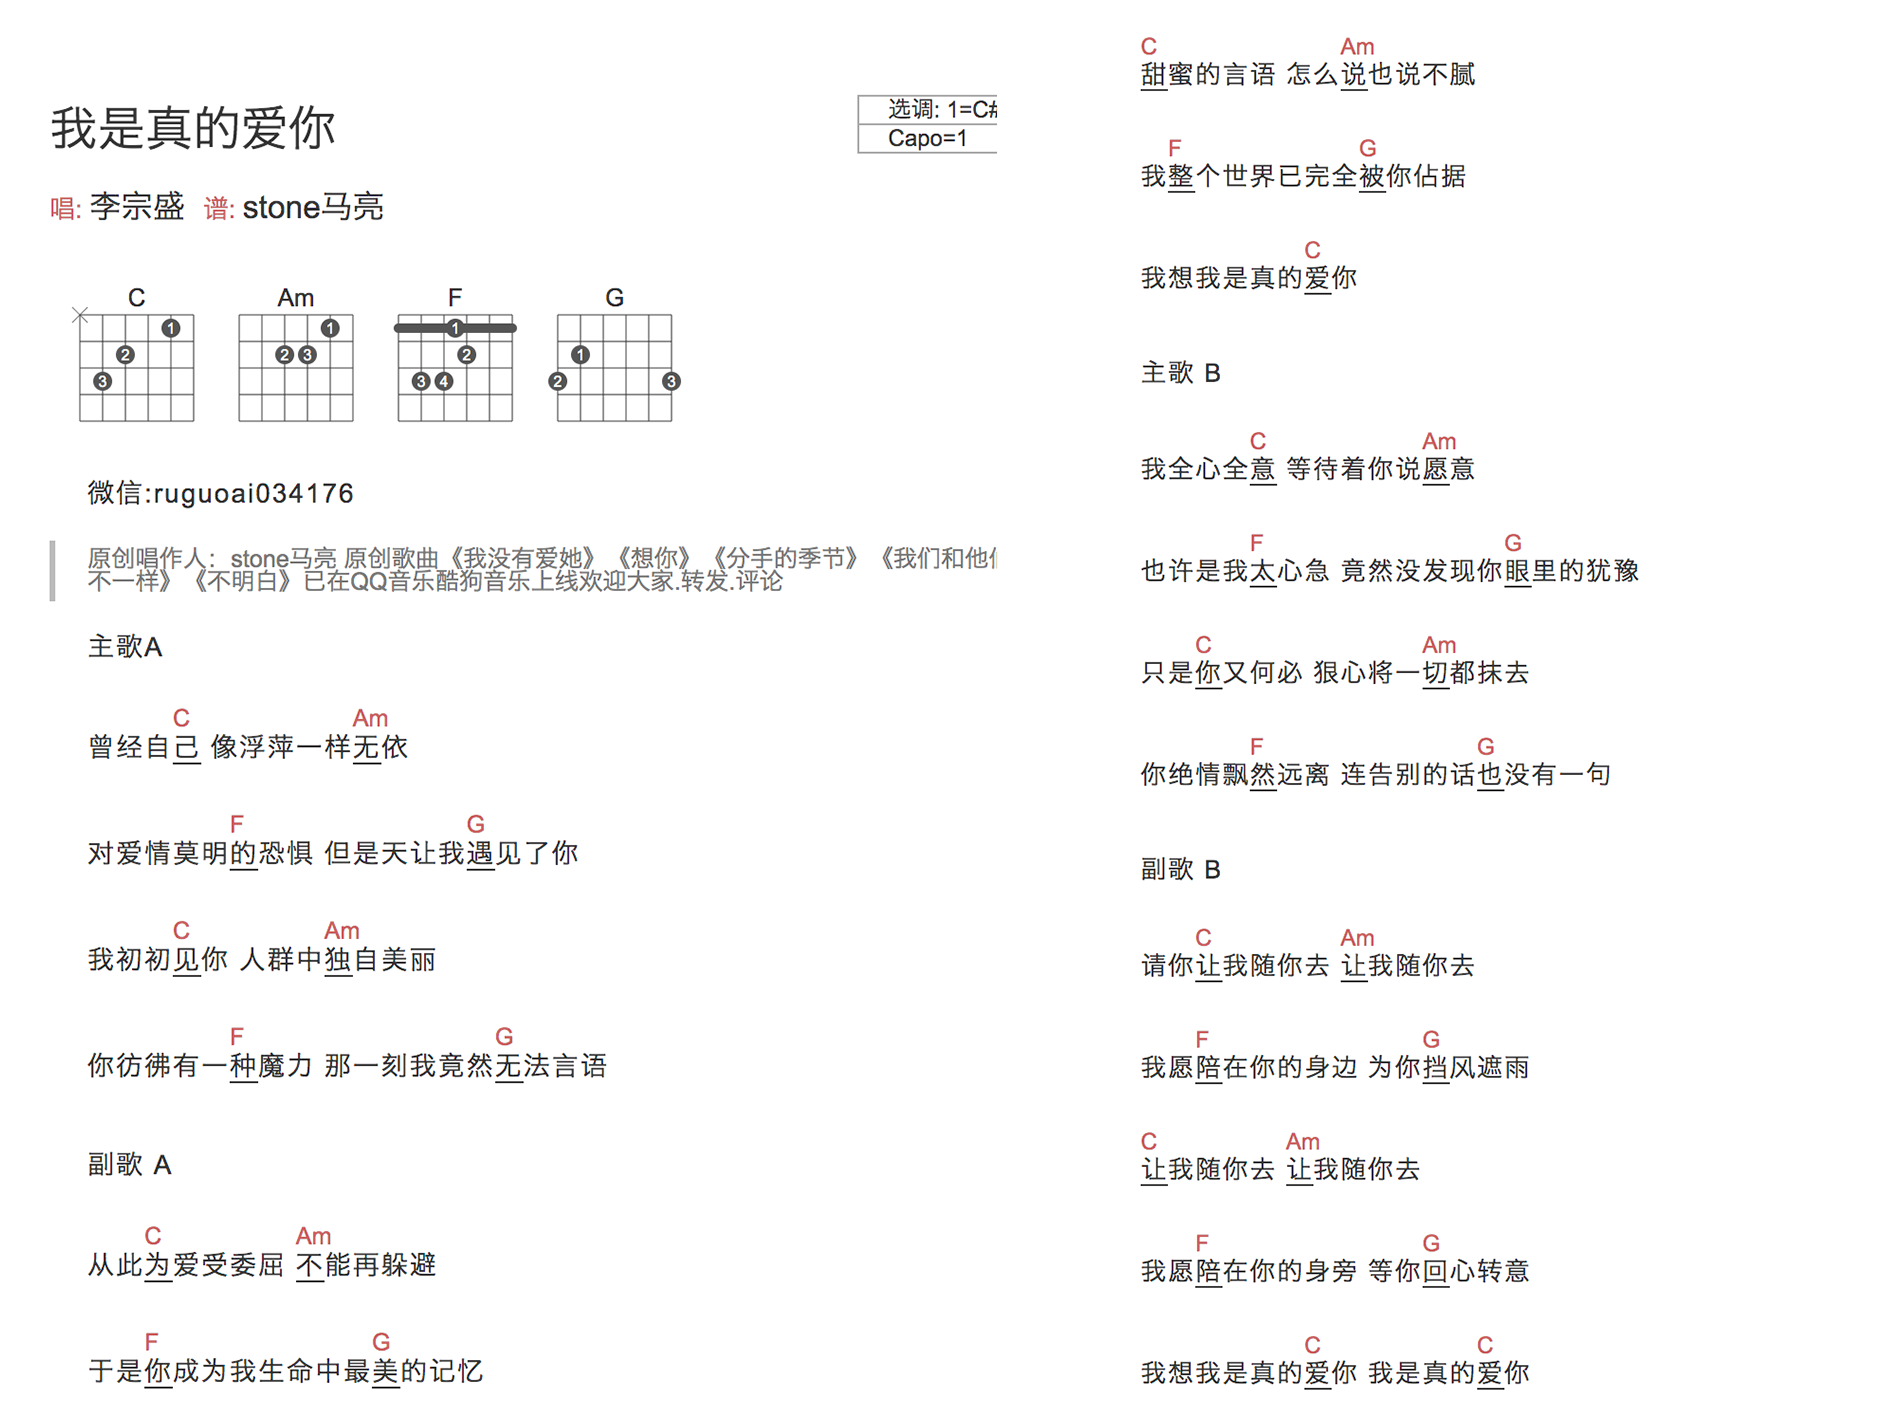 我是真的爱你
选调: 1=C#
Capo=1
唱: 李宗盛 谱: stone马亮
C Am F G
1 2 3 1 2 3 1 2 3 4 1 2 3
微信:ruguoai034176
原创唱作人：stone马亮 原创歌曲《我没有爱她》《想你》《分手的季节》《我们和他
不一样》《不明白》已在QQ音乐酷狗音乐上线欢迎大家.转发.评论
主歌A
C Am
曾经自己 像浮萍一样无依
F G
对爱情莫明的恐惧 但是天让我遇见了你
C Am
我初初见你 人群中独自美丽
F G
你彷彿有一种魔力 那一刻我竟然无法言语
副歌 A
C Am
从此为爱受委屈 不能再躲避
F G
于是你成为我生命中最美的记忆
C Am
甜蜜的言语 怎么说也说不腻
F G
我整个世界已完全被你佔据
C
我想我是真的爱你
主歌 B
C Am
我全心全意 等待着你说愿意
F G
也许是我太心急 竟然没发现你眼里的犹豫
C Am
只是你又何必 狠心将一切都抹去
F G
你绝情飘然远离 连告别的话也没有一句
副歌 B
C Am
请你让我随你去 让我随你去
F G
我愿陪在你的身边 为你挡风遮雨
C Am
让我随你去 让我随你去
F G
我愿陪在你的身旁 等你回心转意
C C
我想我是真的爱你 我是真的爱你